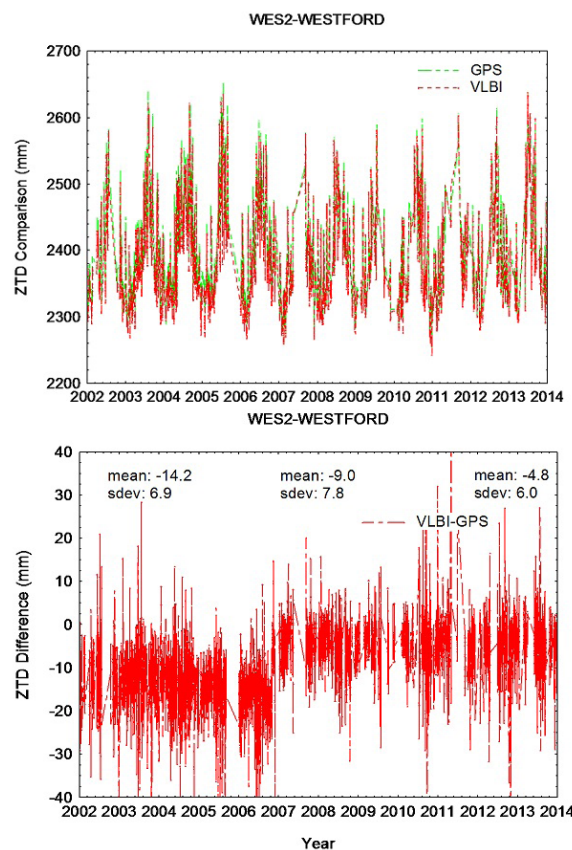 WES2-WESTFORD
2700
2600
2500
2400
2300
2200
ZTD Comparison (mm)
GPS
VLBI
2002 2003 2004 2005 2006 2007 2008 2009 2010 2011 2012 2013 2014
WES2-WESTFORD
40
30
20
10
0
-10
-20
-30
-40
ZTD Difference (mm)
mean: -14.2
sdev: 6.9
mean: -9.0
sdev: 7.8
mean: -4.8
sdev: 6.0
VLBI-GPS
2002 2003 2004 2005 2006 2007 2008 2009 2010 2011 2012 2013 2014
Year